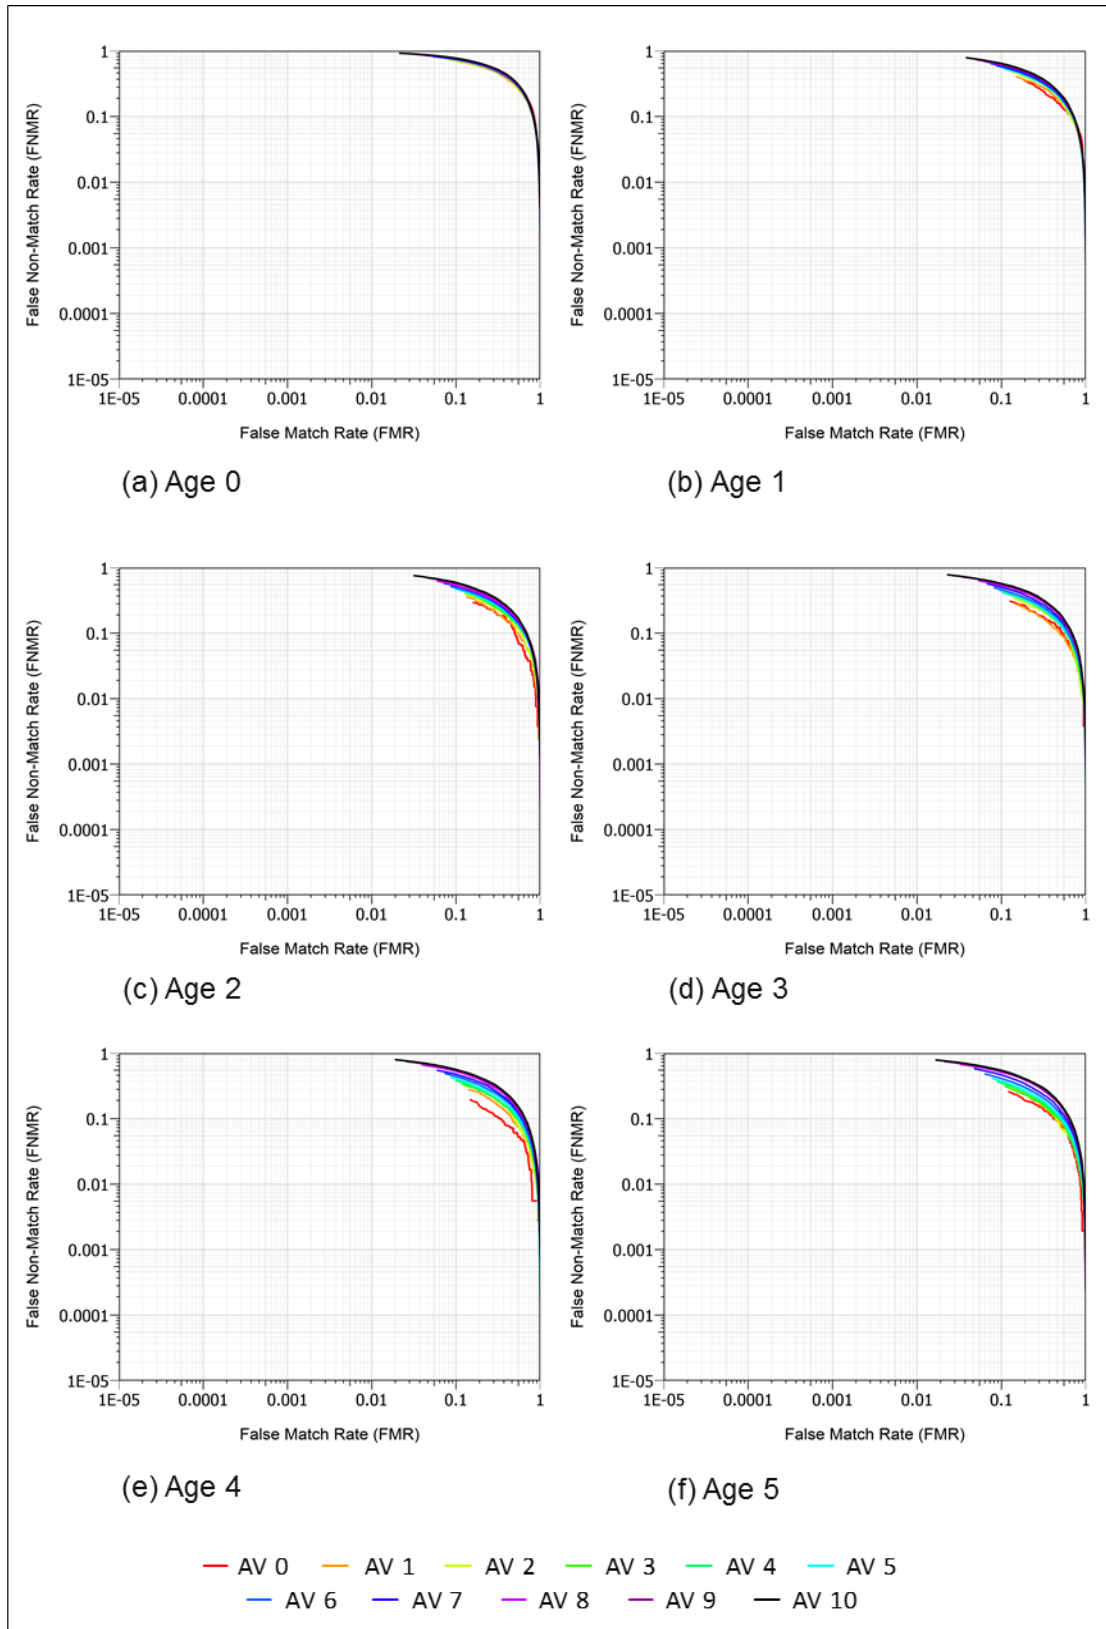 1
1
0.1
0.1
0.01
0.01
0.001
0.001
0.0001
0.0001
1E-05
1E-05
False Non-Match Rate (FNMR)
False Non-Match Rate (FNMR)
1E-05 0.0001 0.001 0.01 0.1 1
1E-05 0.0001 0.001 0.01 0.1 1
False Match Rate (FMR)
False Match Rate (FMR)
(a) Age 0
(b) Age 1
1
1
0.1
0.1
0.01
0.01
0.001
0.001
0.0001
0.0001
1E-05
1E-05
False Non-Match Rate (FNMR)
False Non-Match Rate (FNMR)
1E-05 0.0001 0.001 0.01 0.1 1
1E-05 0.0001 0.001 0.01 0.1 1
False Match Rate (FMR)
False Match Rate (FMR)
(c) Age 2
(d) Age 3
1
1
0.1
0.1
0.01
0.01
0.001
0.001
0.0001
0.0001
1E-05
1E-05
False Non-Match Rate (FNMR)
False Non-Match Rate (FNMR)
1E-05 0.0001 0.001 0.01 0.1 1
1E-05 0.0001 0.001 0.01 0.1 1
False Match Rate (FMR)
False Match Rate (FMR)
(e) Age 4
(f) Age 5
AV 0 AV 1 AV 2 AV 3 AV 4 AV 5
AV 6 AV 7 AV 8 AV 9 AV 10